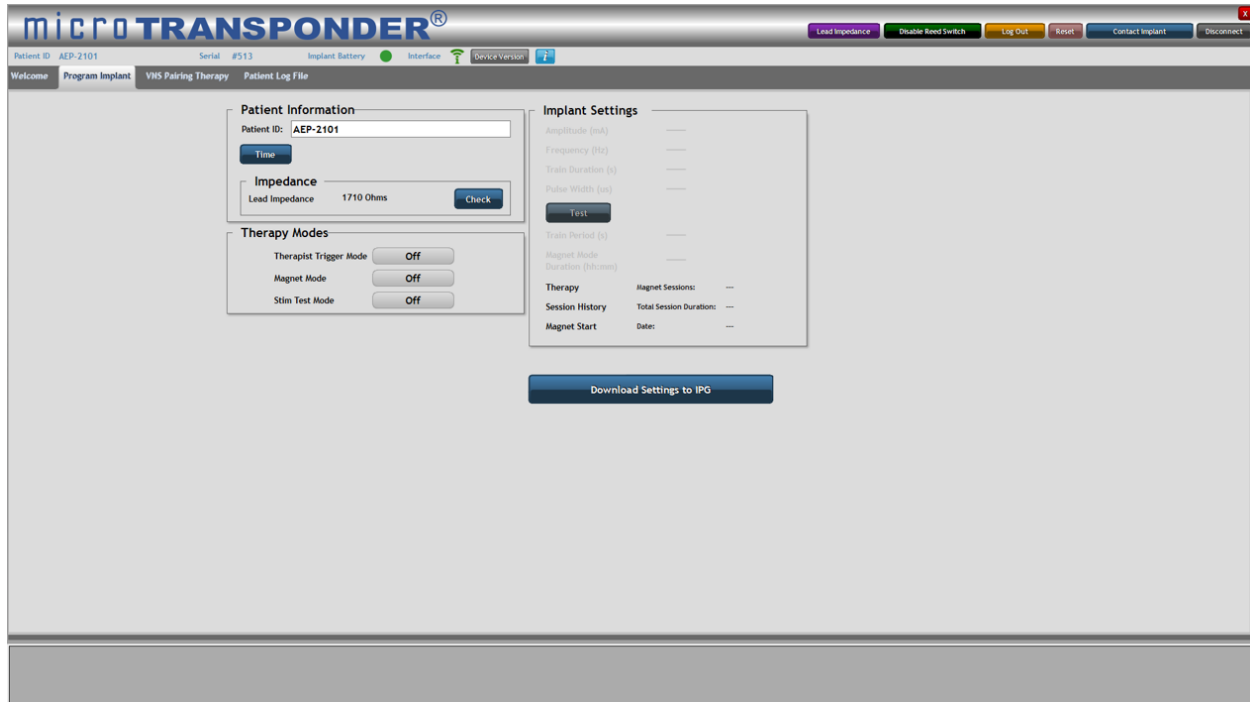 microTRANSPONDER®
X
Lead Impedance Disable Reed Switch Log Out Reset Contact Implant Disconnect
Patient ID AEP-2101 Serial #513 Implant Battery Interface Device Version i
Welcome Program Implant VNS Pairing Therapy Patient Log File
Patient Information
Patient ID: AEP-2101
Time
Impedance
Lead Impedance 1710 Ohms Check
Therapy Modes
Therapist Trigger Mode Off
Magnet Mode Off
Stim Test Mode Off
Implant Settings
Amplitude (mA) -----
Frequency (Hz) -----
Train Duration (s) -----
Pulse Width (us) -----
Test
Train Period (s) -----
Magnet Mode
Duration (hh:mm) -----
Therapy Magnet Sessions: ---
Session History Total Session Duration: ---
Magnet Start Date: ---
Download Settings to IPG